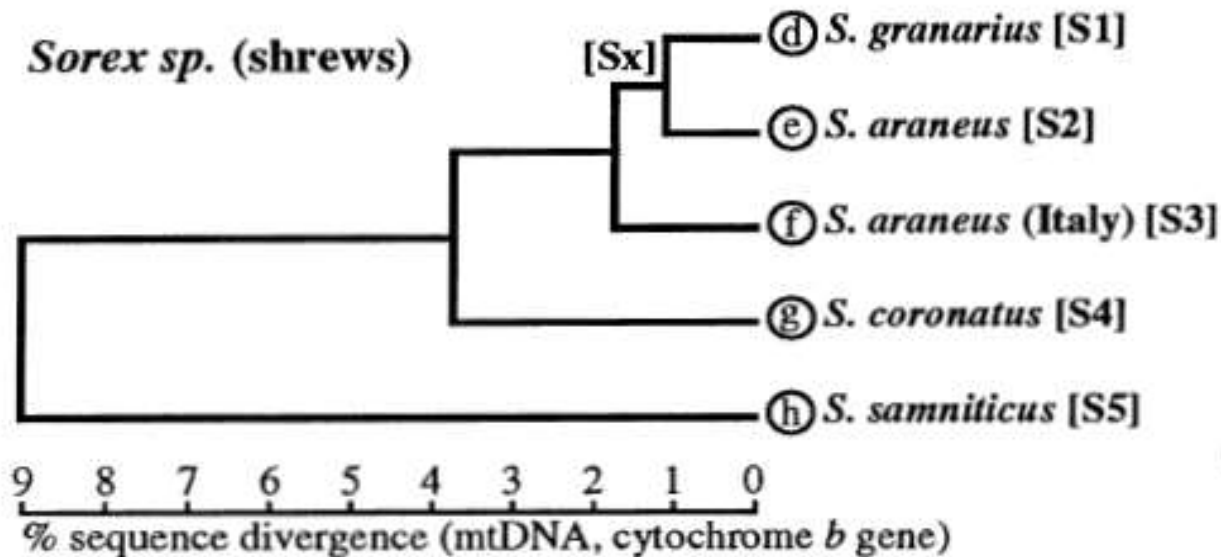 Sorex sp. (shrews)
[Sx]
d S. granarius [S1]
e S. araneus [S2]
f S. araneus (Italy) [S3]
g S. coronatus [S4]
h S. samniticus [S5]
9 8 7 6 5 4 3 2 1 0
% sequence divergence (mtDNA, cytochrome b gene)